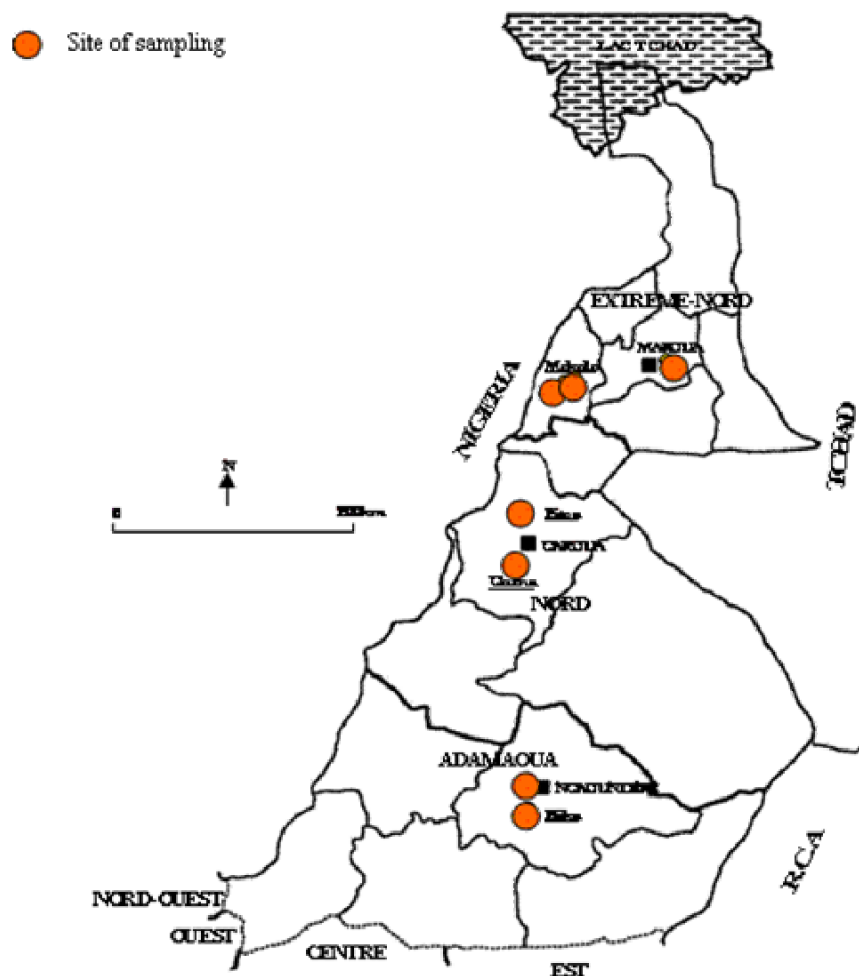 Site of sampling
LAC TCHAD
EXTREME-NORD
MAROUA
NIGERIA
TCHAD
N
0
GAROUA
NORD
ADAMAOUA
R.C.A
NORD-OUEST
OUEST
CENTRE
EST